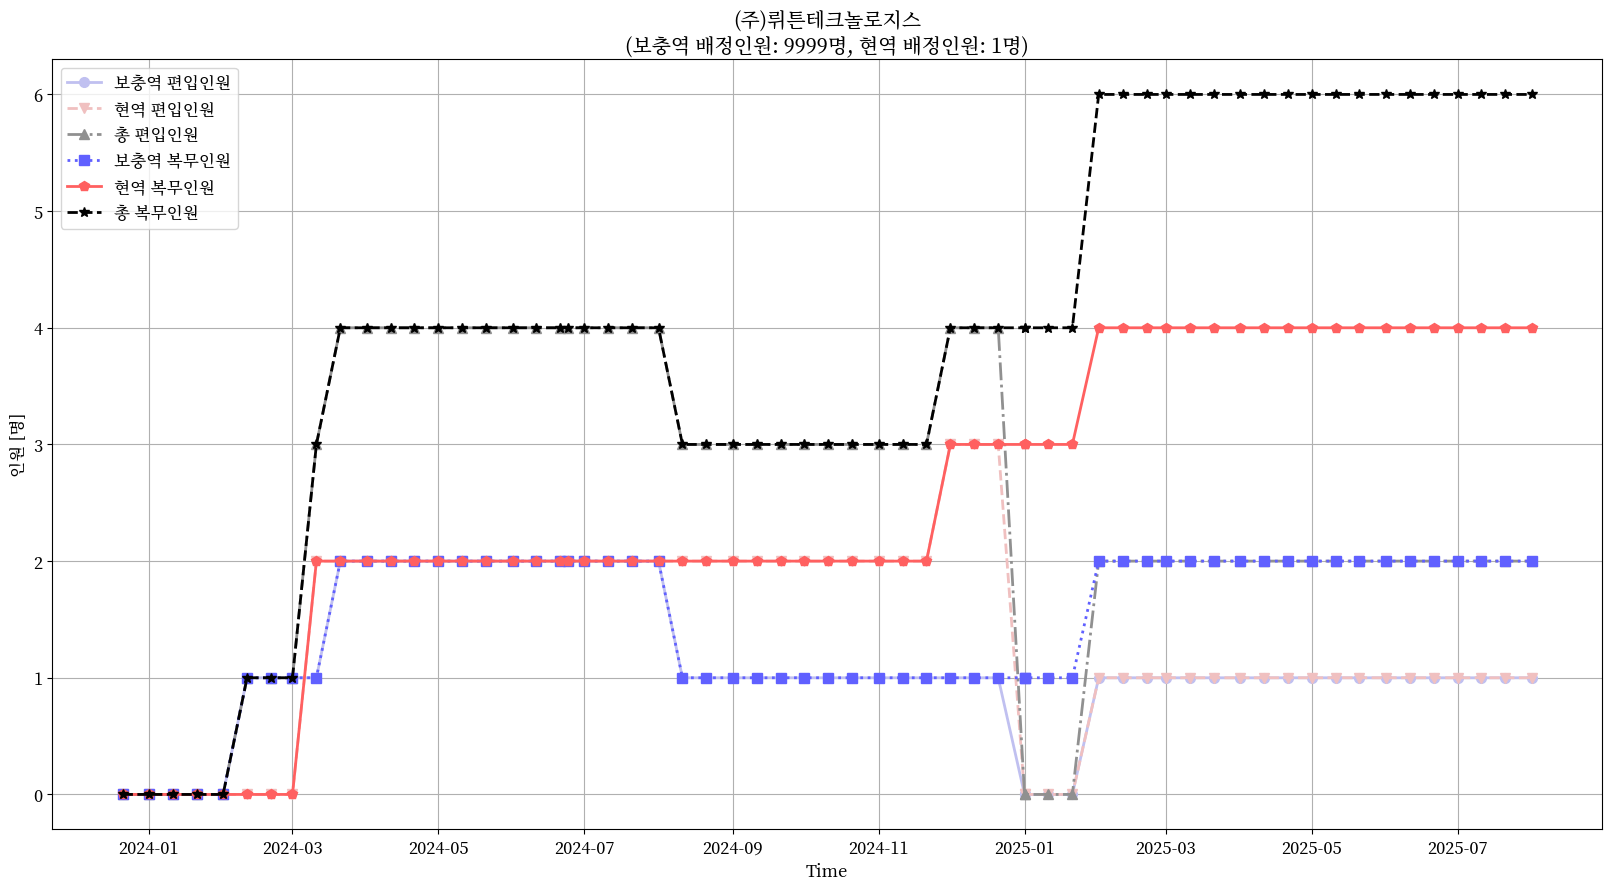 (주)뤼튼테크놀로지스
(보충역 배정인원: 9999명, 현역 배정인원: 1명)
보충역 편입인원
현역 편입인원
총 편입인원
보충역 복무인원
현역 복무인원
총 복무인원
인원 [명]
6
5
4
3
2
1
0
2024-01
2024-03
2024-05
2024-07
2024-09
2024-11
2025-01
2025-03
2025-05
2025-07
Time